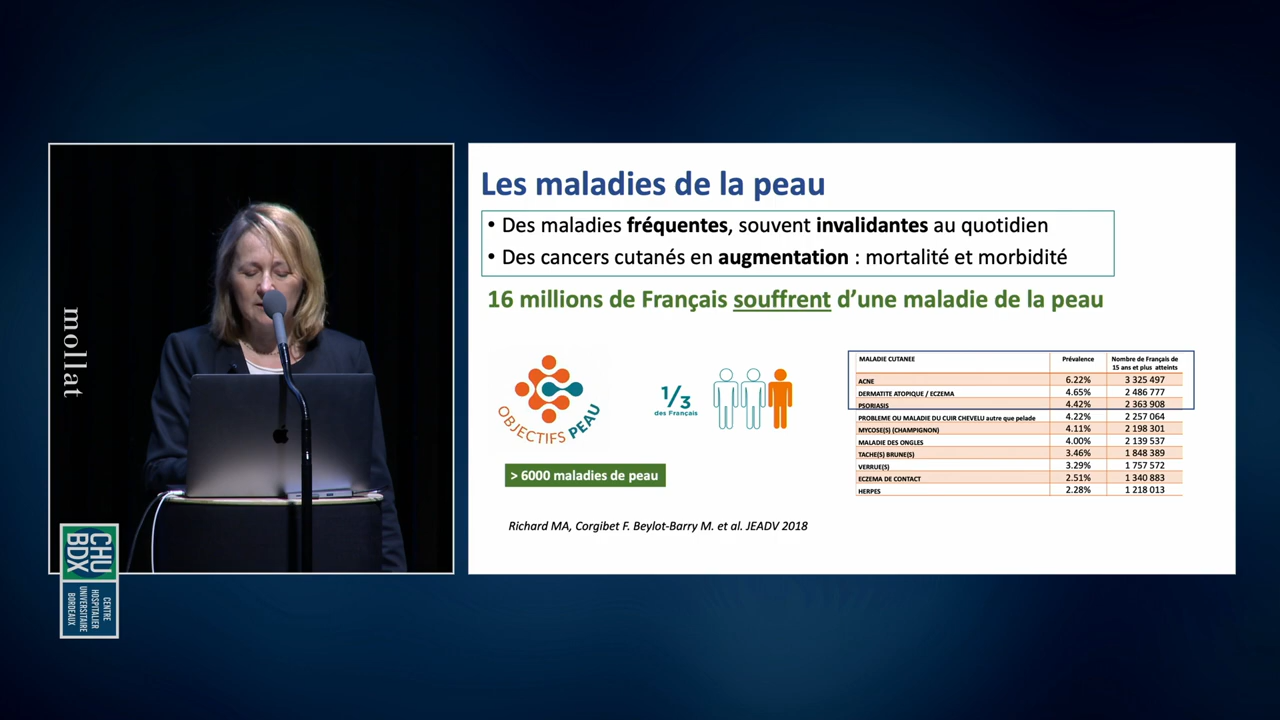 mollat
CHU
BDX
CENTRE
HOSPITALIER
UNIVERSITAIRE
BORDEAUX
Les maladies de la peau
• Des maladies fréquentes, souvent invalidantes au quotidien
• Des cancers cutanés en augmentation : mortalité et morbidité
16 millions de Français souffrent d'une maladie de la peau
OBJECTIFS PEAU
1/3
des Français
> 6000 maladies de peau
MALADIE CUTANEE Prévalence Nombre de Français de
15 ans et plus atteints
ACNE 6.22% 3 325 497
DERMATITE ATOPIQUE / ECZEMA 4.65% 2 486 777
PSORIASIS 4.42% 2 363 908
PROBLEME OU MALADIE DU CUIR CHEVELU autre que pelade 4.22% 2 257 064
MYCOSE(S) (CHAMPIGNON) 4.11% 2 198 301
MALADIE DES ONGLES 4.00% 2 139 537
TACHE(S) BRUNE(S) 3.46% 1 848 389
VERRUE(S) 3.29% 1 757 572
ECZEMA DE CONTACT 2.51% 1 340 883
HERPES 2.28% 1 218 013
Richard MA, Corgibet F. Beylot-Barry M. et al. JEADV 2018